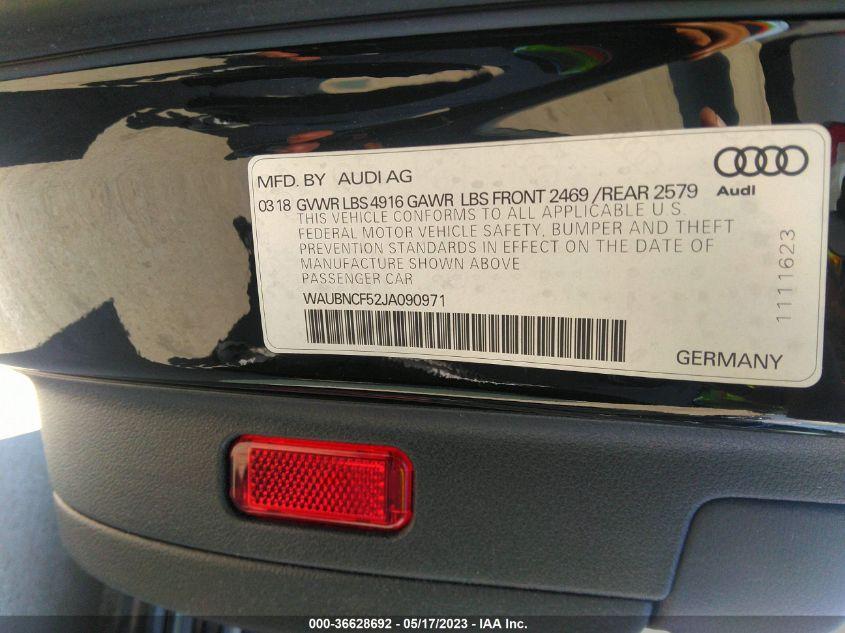 MFD. BY AUDI AG
Audi
03 18 GVWR LBS 4916 GAWR LBS FRONT 2469 /REAR 2579
THIS VEHICLE CONFORMS TO ALL APPLICABLE U.S.
FEDERAL MOTOR VEHICLE SAFETY, BUMPER AND THEFT
PREVENTION STANDARDS IN EFFECT ON THE DATE OF
MANUFACTURE SHOWN ABOVE
PASSENGER CAR
WAUBNCF52JA090971
1111623
GERMANY
000-36628692 - 05/17/2023 - IAA Inc.